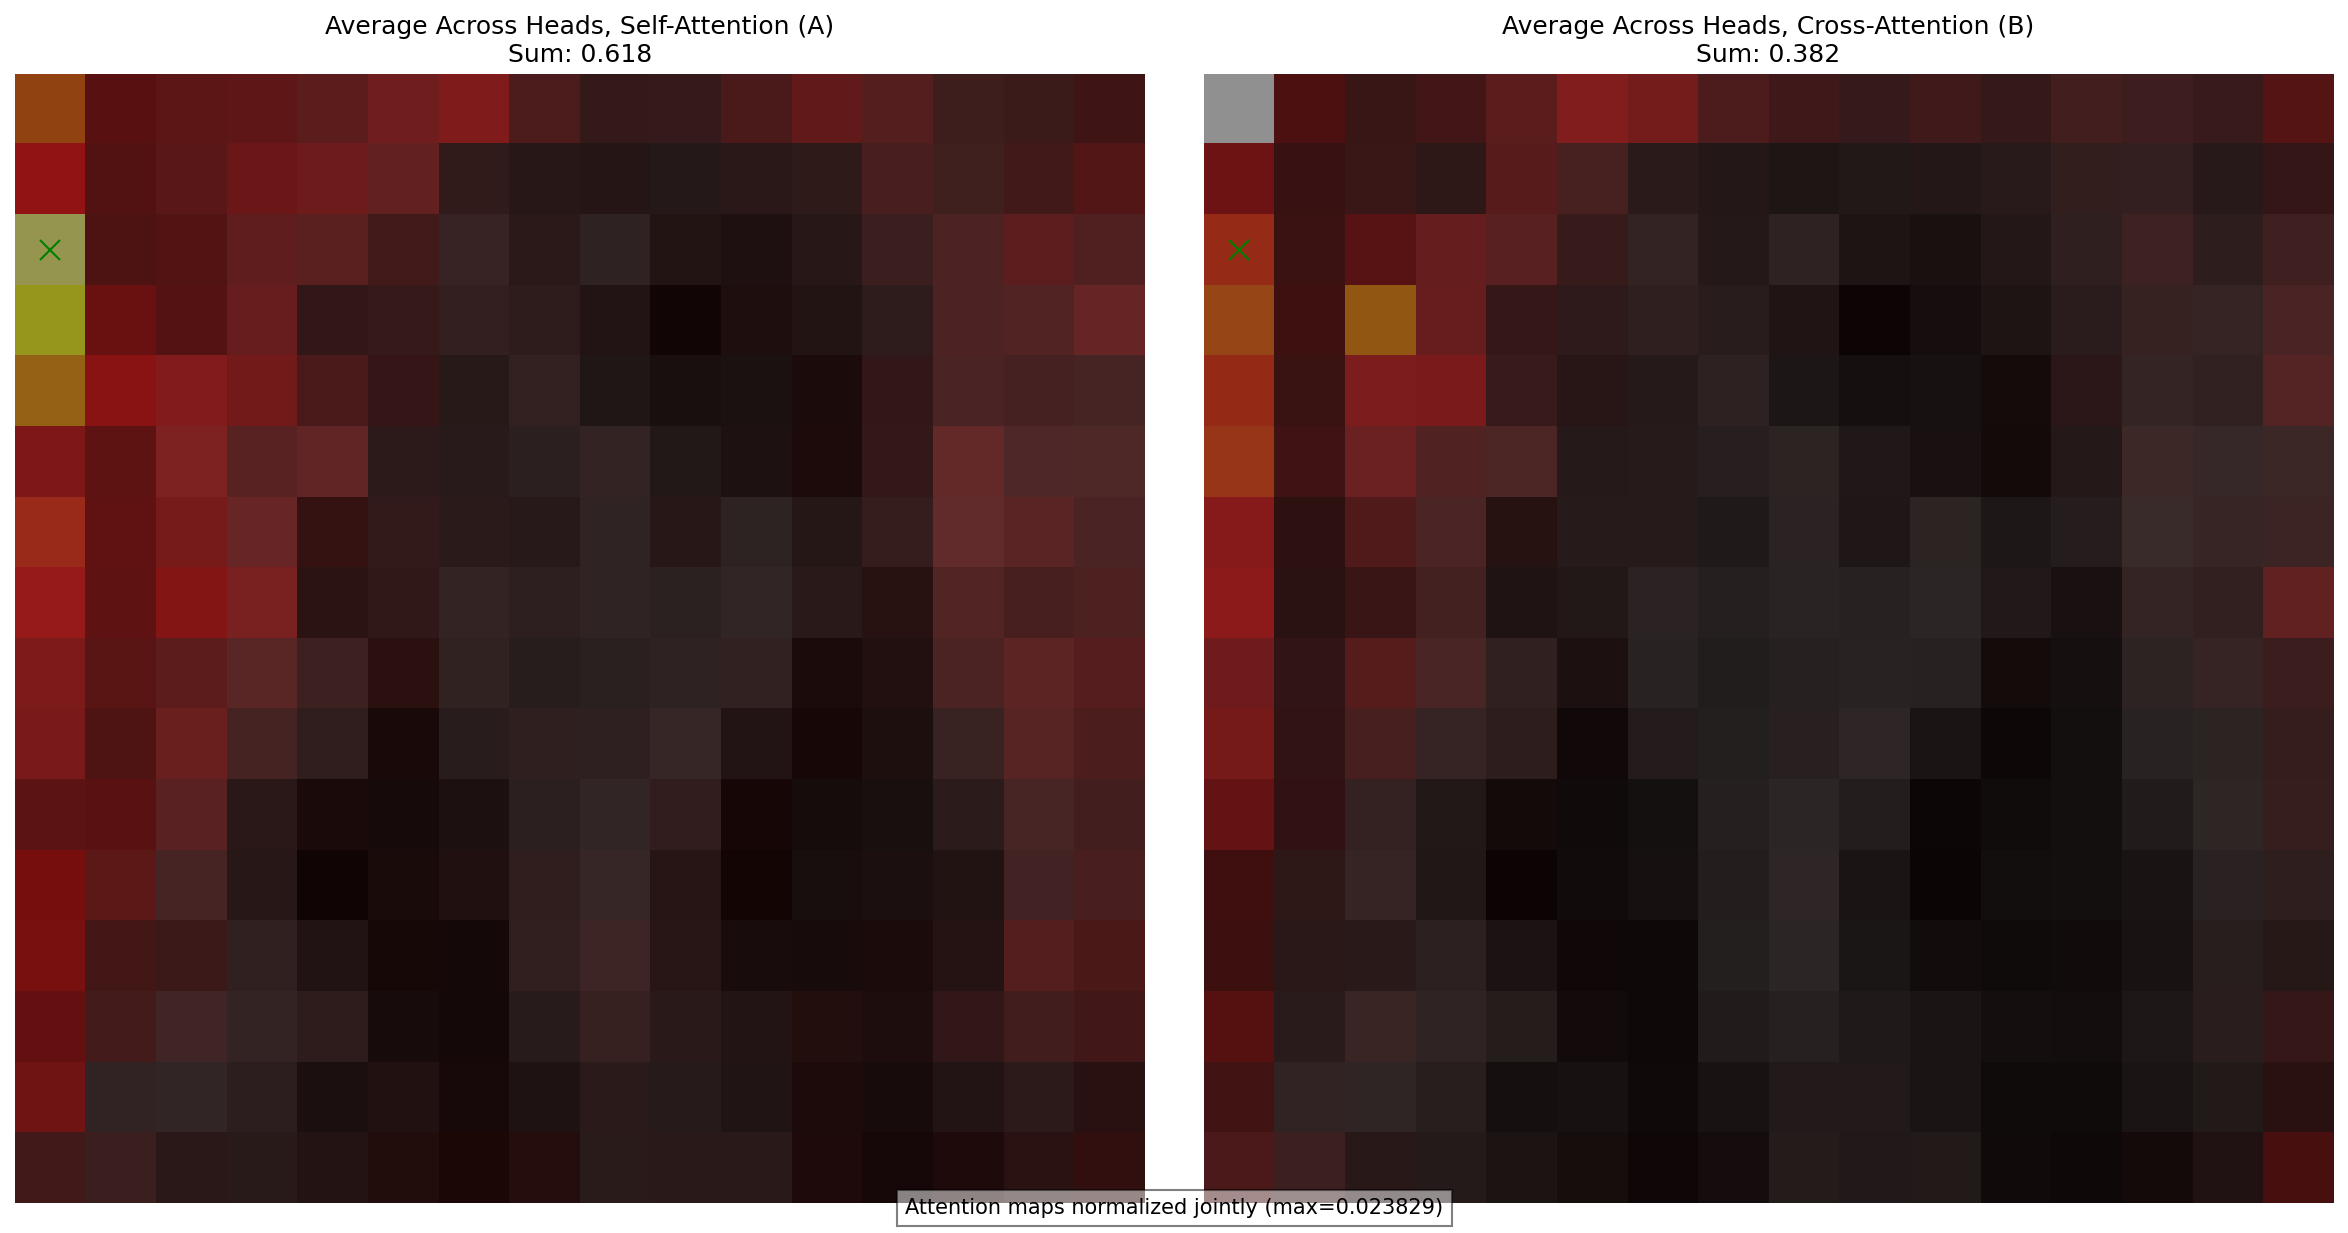 Average Across Heads, Self-Attention (A)
Sum: 0.618
Average Across Heads, Cross-Attention (B)
Sum: 0.382
Attention maps normalized jointly (max=0.023829)